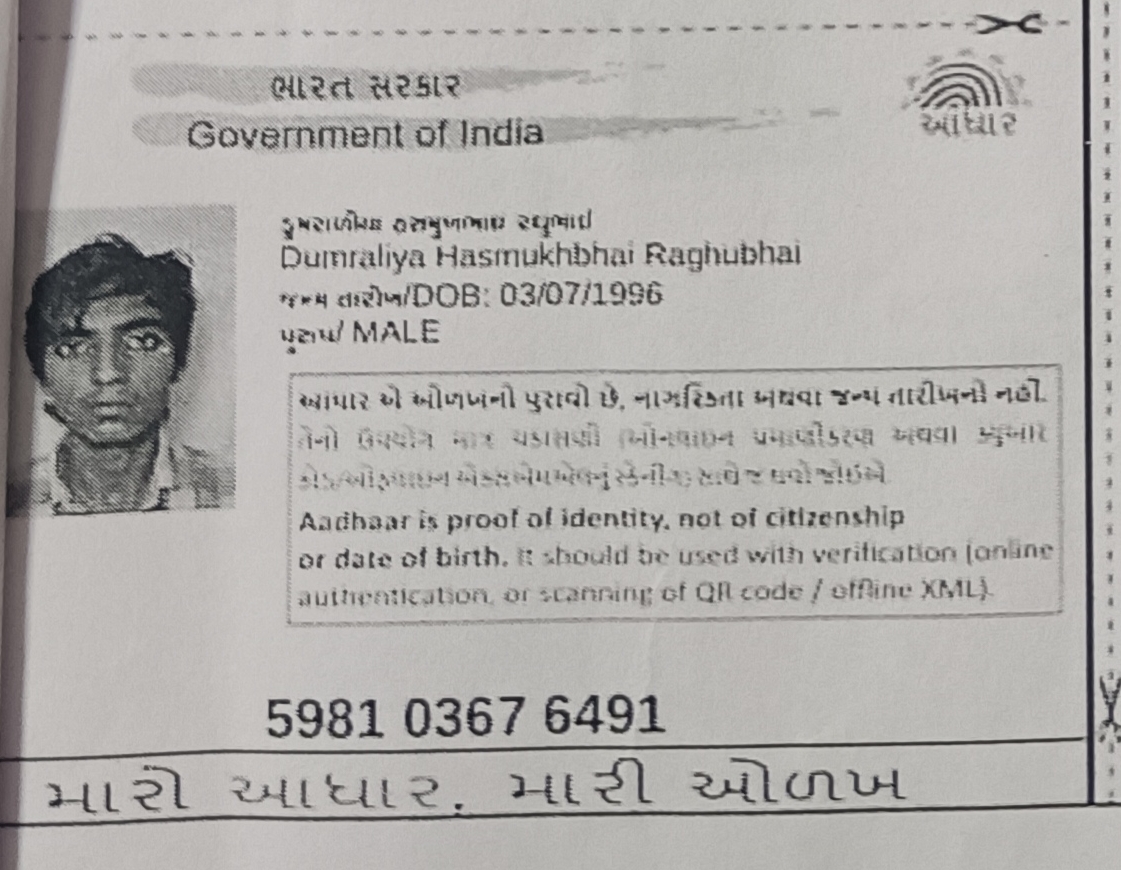 ભારત સરકાર
Government of India
આધાર
ડુમરાળીયા હસમુખભાઇ રઘુભાઇ
Dumraliya Hasmukhbhai Raghubhai
જન્મ તારીખ/DOB: 03/07/1996
પુરુષ/ MALE
આધાર એ ઓળખનો પુરાવો છે, નાગરિકતા અથવા જન્મ તારીખનો નહીં.
તેનો ઉપયોગ માત્ર ચકાસણી (ઓનલાઇન પ્રમાણીકરણ અથવા ક્યુઆર
કોડ/ઓફલાઇન એક્સએમએલનું સ્કેનીંગ) સાથે જ થવો જોઇએ
Aadhaar is proof of identity, not of citizenship
or date of birth. It should be used with verification (online
authentication, or scanning of QR code / offline XML).
5981 0367 6491
મારો આધાર, મારી ઓળખ